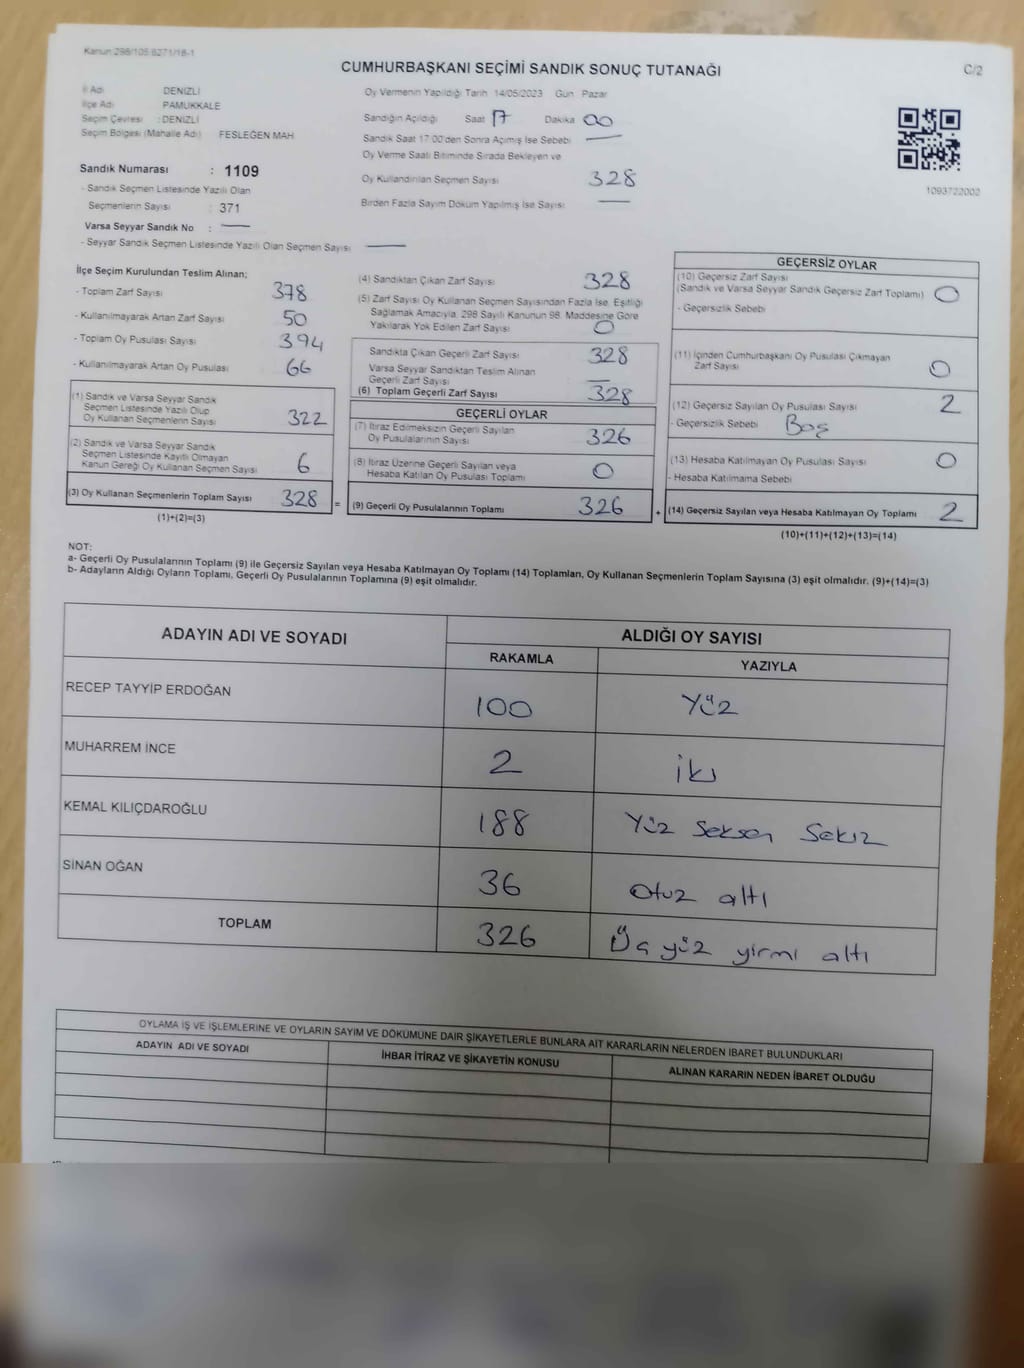 Kanun:298/105 6271/18-1
CUMHURBAŞKANI SEÇİMİ SANDIK SONUÇ TUTANAĞI
C/2
İl Adı DENİZLİ
İlçe Adı PAMUKKALE
Seçim Çevresi : DENİZLİ
Seçim Bölgesi (Mahalle Adı) FESLEĞEN MAH.
Oy Vermenin Yapıldığı Tarih 14/05/2023 Gün Pazar
Sandığın Açıldığı Saat 17 Dakika 00
Sandık Saat 17:00'den Sonra Açımış İse Sebebi —
Oy Verme Saati Bitiminde Sırada Bekleyen ve
Oy Kullandırılan Seçmen Sayısı 328
Birden Fazla Sayım Döküm Yapılmış İse Sayısı —
1093722002
Sandık Numarası : 1109
- Sandık Seçmen Listesinde Yazılı Olan
Seçmenlerin Sayısı : 371
Varsa Seyyar Sandık No : —
- Seyyar Sandık Seçmen Listesinde Yazılı Olan Seçmen Sayısı —
İlçe Seçim Kurulundan Teslim Alınan;
- Toplam Zarf Sayısı 378
- Kullanılmayarak Artan Zarf Sayısı 50
- Toplam Oy Pusulası Sayısı 394
- Kullanılmayarak Artan Oy Pusulası 66
(1) Sandık ve Varsa Seyyar Sandık
Seçmen Listesinde Yazılı Olup
Oy Kullanan Seçmenlerin Sayısı 322
(2) Sandık ve Varsa Seyyar Sandık
Seçmen Listesinde Kayıtlı Olmayan
Kanun Gereği Oy Kullanan Seçmen Sayısı 6
(3) Oy Kullanan Seçmenlerin Toplam Sayısı 328 =
(1)+(2)=(3)
(4) Sandıktan Çıkan Zarf Sayısı 328
(5) Zarf Sayısı Oy Kullanan Seçmen Sayısından Fazla İse, Eşitliği
Sağlamak Amacıyla, 298 Sayılı Kanunun 98. Maddesine Göre
Yakılarak Yok Edilen Zarf Sayısı 0
Sandıkta Çıkan Geçerli Zarf Sayısı 328
Varsa Seyyar Sandıktan Teslim Alınan
Geçerli Zarf Sayısı —
(6) Toplam Geçerli Zarf Sayısı 328
GEÇERLİ OYLAR
(7) İtiraz Edimeksizin Geçerli Sayılan
Oy Pusulalarının Sayısı 326
(8) İtiraz Üzerine Geçerli Sayılan veya
Hesaba Katılan Oy Pusulası Toplamı 0
(9) Geçerli Oy Pusulalarının Toplamı 326 +
GEÇERSİZ OYLAR
(10) Geçersiz Zarf Sayısı
(Sandık ve Varsa Seyyar Sandık Geçersiz Zarf Toplamı) 0
- Geçersizlik Sebebi
(11) İçinden Cumhurbaşkanı Oy Pusulası Çıkmayan
Zarf Sayısı 0
(12) Geçersiz Sayılan Oy Pusulası Sayısı 2
- Geçersizlik Sebebi Boş
(13) Hesaba Katılmayan Oy Pusulası Sayısı 0
- Hesaba Katılmama Sebebi
(14) Geçersiz Sayılan veya Hesaba Katılmayan Oy Toplamı 2
(10)+(11)+(12)+(13)=(14)
NOT:
a- Geçerli Oy Pusulalarının Toplamı (9) ile Geçersiz Sayılan veya Hesaba Katılmayan Oy Toplamı (14) Toplamları, Oy Kullanan Seçmenlerin Toplam Sayısına (3) eşit olmalıdır. (9)+(14)=(3)
b- Adayların Aldığı Oyların Toplamı, Geçerli Oy Pusulalarının Toplamına (9) eşit olmalıdır.
ADAYIN ADI VE SOYADI
ALDIĞI OY SAYISI
RAKAMLA YAZIYLA
RECEP TAYYİP ERDOĞAN 100 Yüz
MUHARREM İNCE 2 iki
KEMAL KILIÇDAROĞLU 188 Yüz Seksen Sekiz
SİNAN OĞAN 36 Otuz altı
TOPLAM 326 Üç yüz yirmi altı
OYLAMA İŞ VE İŞLEMLERİNE VE OYLARIN SAYIM VE DÖKÜMÜNE DAİR ŞİKAYETLERLE BUNLARA AİT KARARLARIN NELERDEN İBARET BULUNDUKLARI
ADAYIN ADI VE SOYADI İHBAR İTİRAZ VE ŞİKAYETİN KONUSU ALINAN KARARIN NEDEN İBARET OLDUĞU